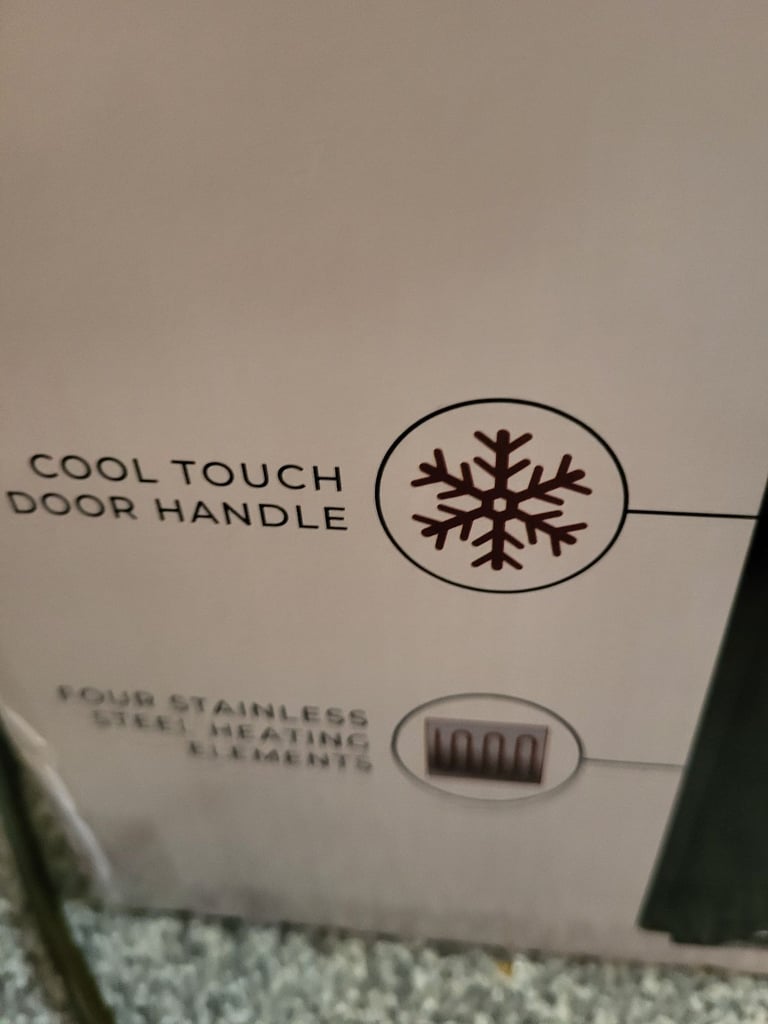 COOL TOUCH
DOOR HANDLE
FOUR STAINLESS
STEEL HEATING
ELEMENTS